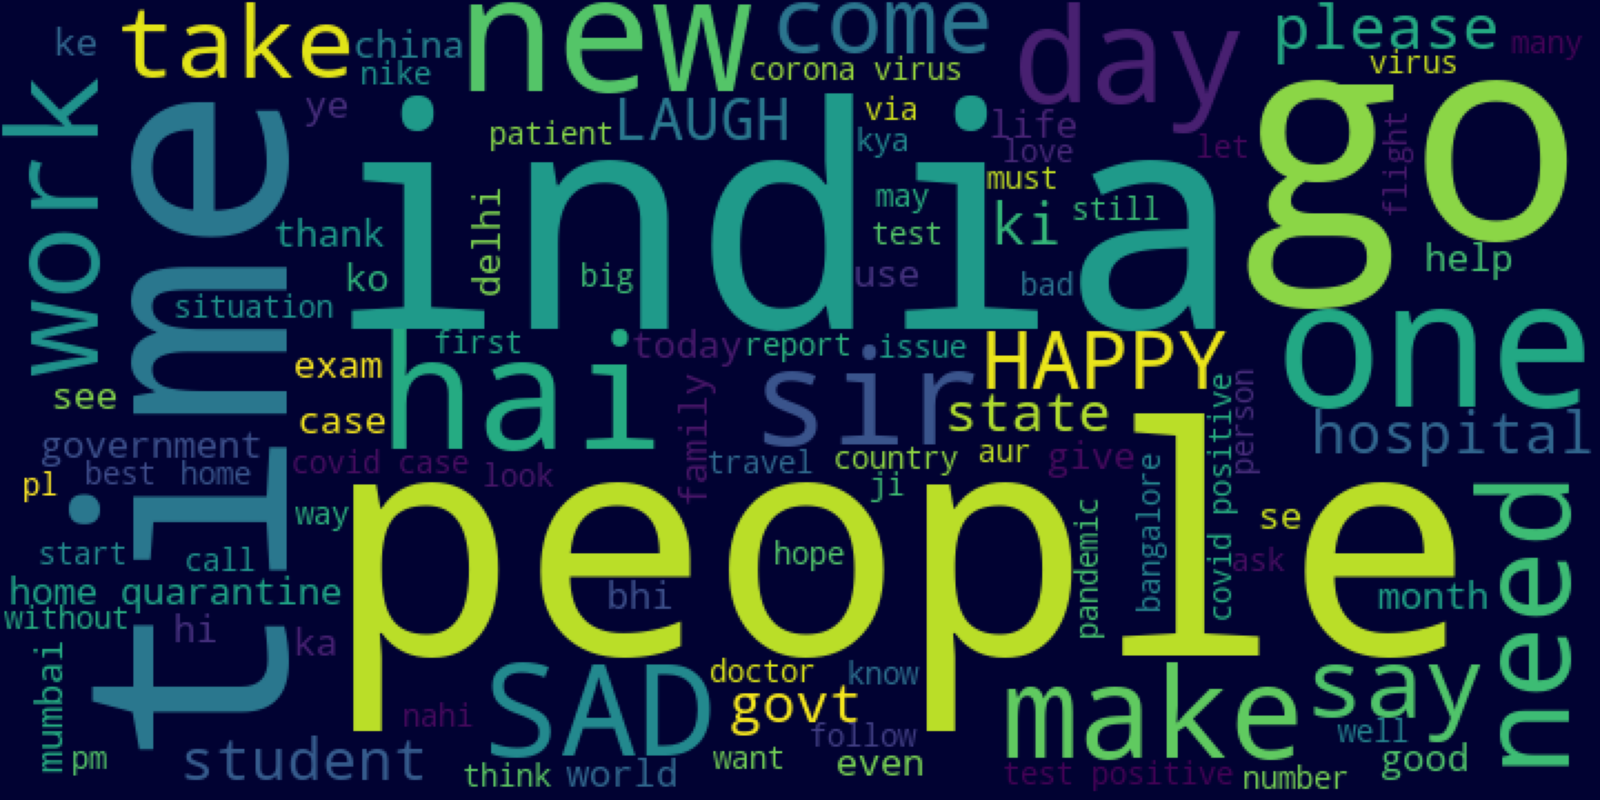 ke
take
china
nike
new
come
corona virus
day
please
many
virus
work
time
ye
patient
LAUGH
via
kya
life
love
let
go
flight
india
must
may
test
ki
still
thank
ko
delhi
big
use
bad
help
situation
one
first
today
report
issue
HAPPY
exam
hai
sir
see
case
family
state
covid positive
person
hospital
government
best home
covid case
look
travel
country
aur
give
pl
ji
way
people
hope
pandemic
bangalore
se
need
start
call
ask
home quarantine
bhi
month
without
hi
ka
mumbai
SAD
doctor
know
govt
make
say
nahi
follow
well
pm
student
think
world
want
even
test positive
number
good